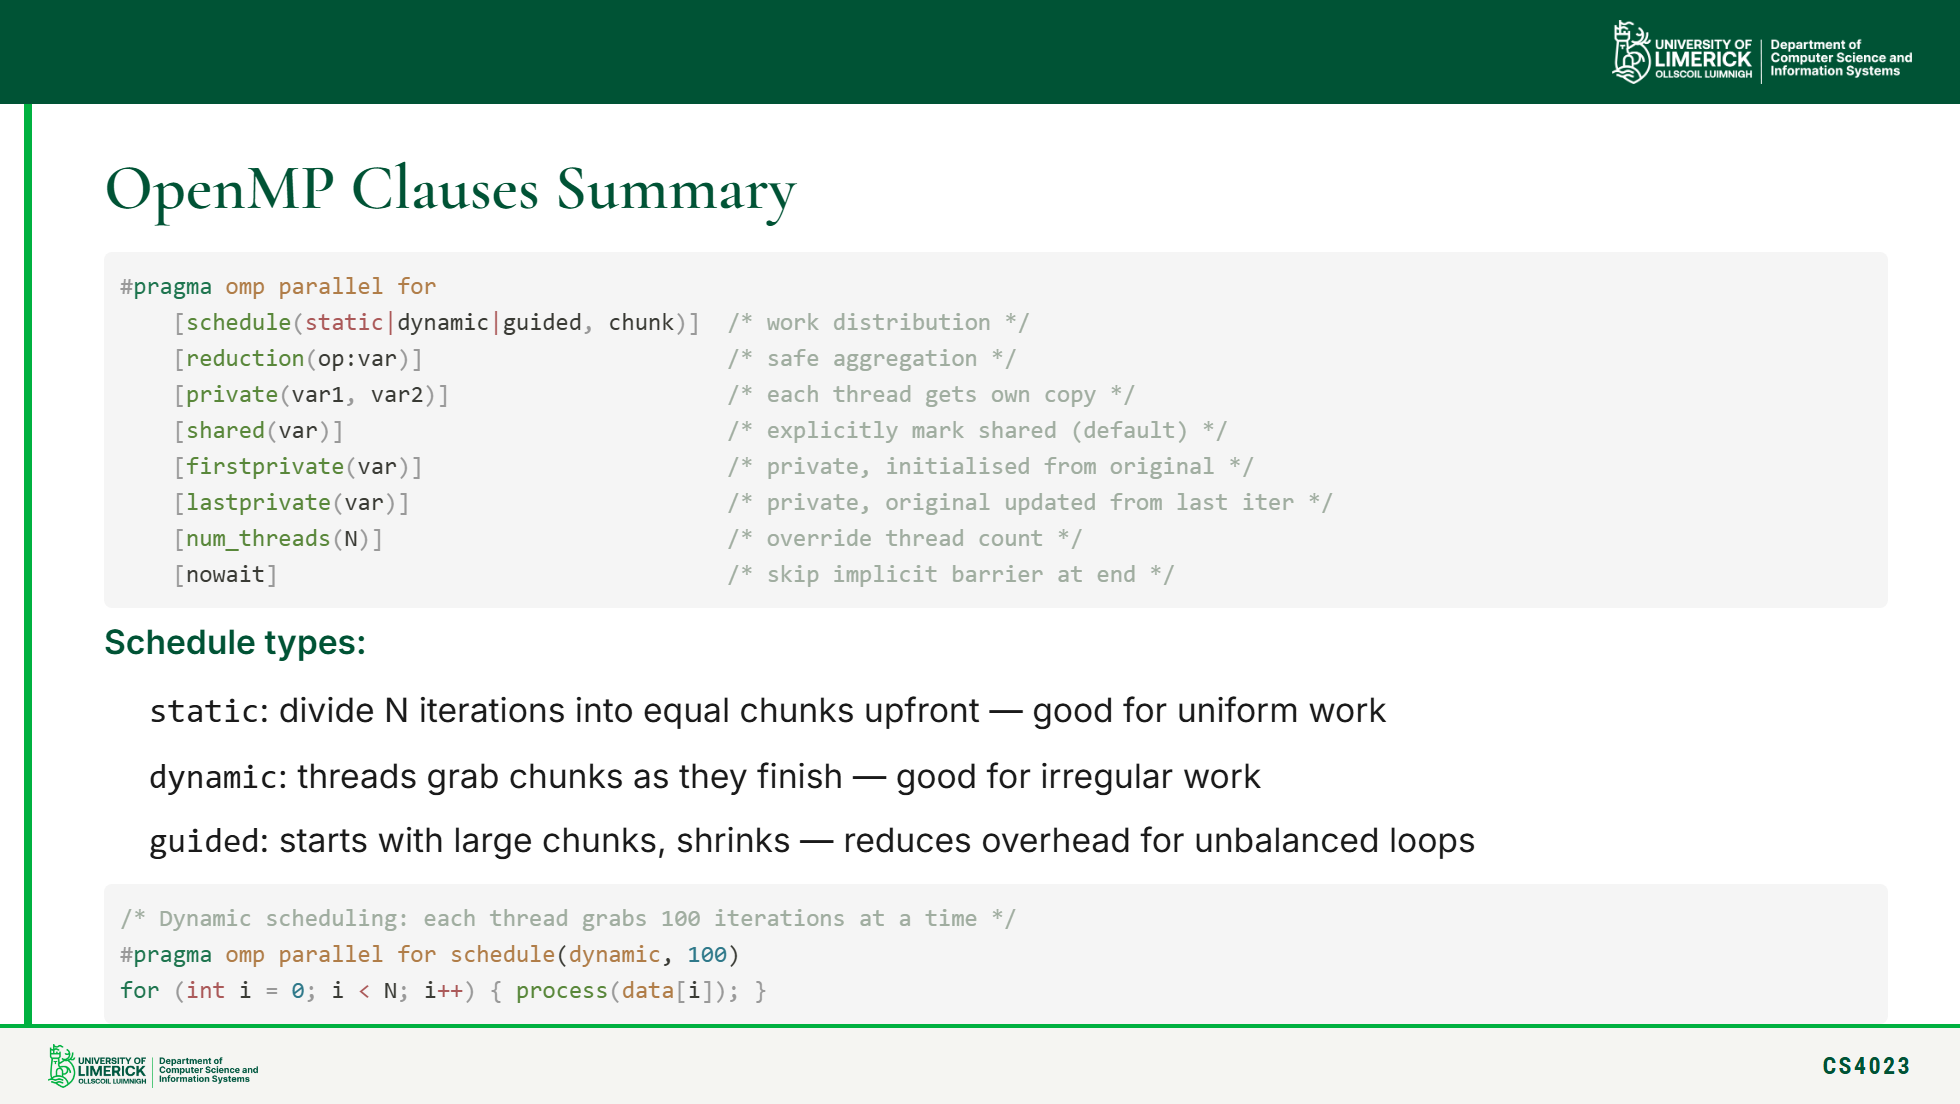 UNIVERSITY OF
LIMERICK
OLLSCOIL LUIMNIGH
Department of
Computer Science and
Information Systems
OpenMP Clauses Summary
#pragma omp parallel for
    [schedule(static|dynamic|guided, chunk)]  /* work distribution */
    [reduction(op:var)]                       /* safe aggregation */
    [private(var1, var2)]                     /* each thread gets own copy */
    [shared(var)]                             /* explicitly mark shared (default) */
    [firstprivate(var)]                       /* private, initialised from original */
    [lastprivate(var)]                        /* private, original updated from last iter */
    [num_threads(N)]                          /* override thread count */
    [nowait]                                  /* skip implicit barrier at end */
Schedule types:
static: divide N iterations into equal chunks upfront — good for uniform work
dynamic: threads grab chunks as they finish — good for irregular work
guided: starts with large chunks, shrinks — reduces overhead for unbalanced loops
/* Dynamic scheduling: each thread grabs 100 iterations at a time */
#pragma omp parallel for schedule(dynamic, 100)
for (int i = 0; i < N; i++) { process(data[i]); }
UNIVERSITY OF
LIMERICK
OLLSCOIL LUIMNIGH
Department of
Computer Science and
Information Systems
CS4023